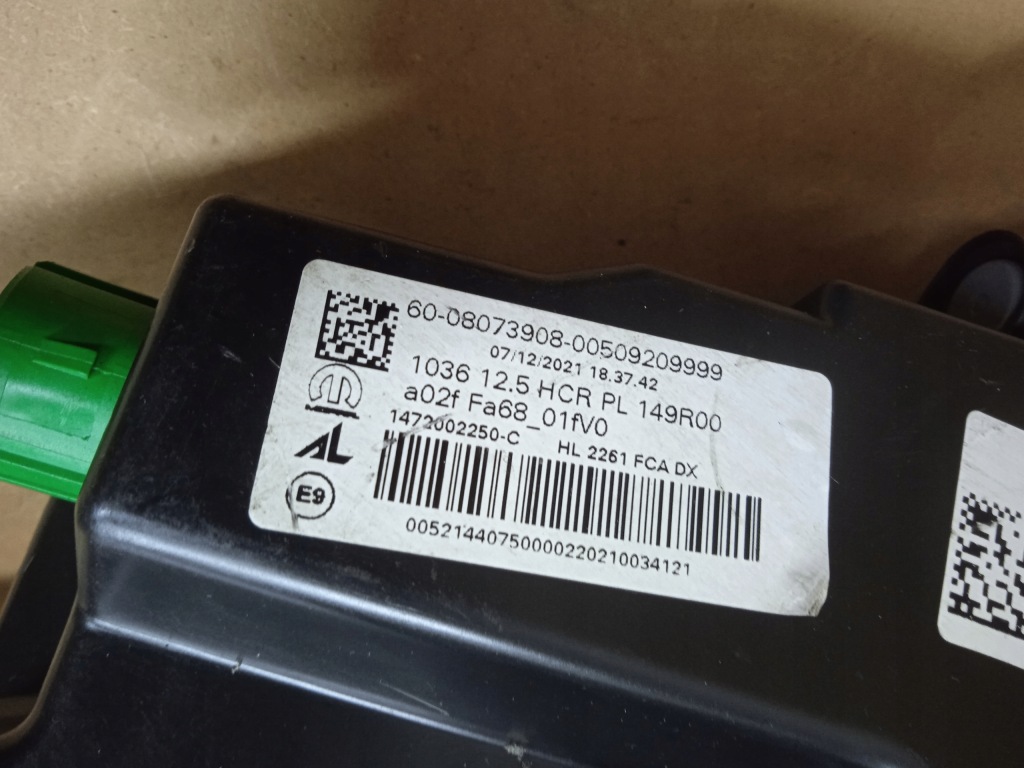 60-08073908-00509209999
07/12/2021 18.37.42
1036 12.5 HCR PL 149R00
a02f Fa68_01fV0
1472002250-C HL 2261 FCA DX
AL
E9
00521440750000220210034121